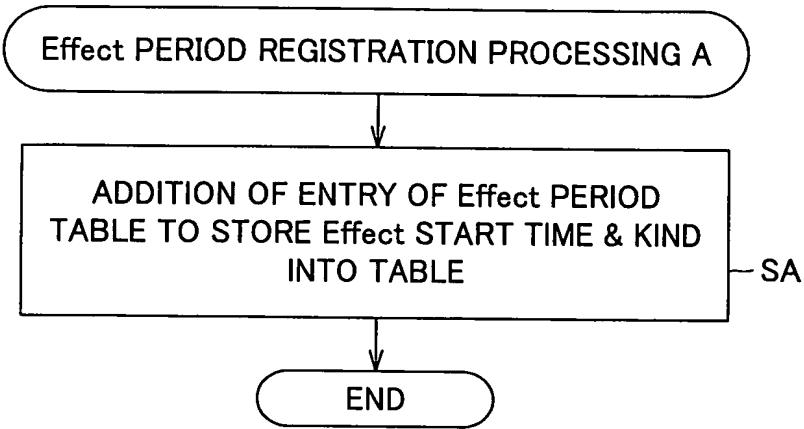 Effect PERIOD REGISTRATION PROCESSING A
ADDITION OF ENTRY OF Effect PERIOD
TABLE TO STORE Effect START TIME & KIND
INTO TABLE
SA
END